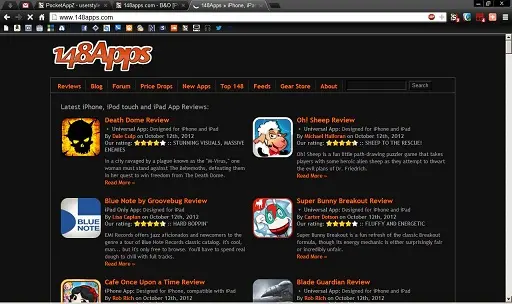 PocketAppZ - userstyle
148apps.com - B&O [
148Apps » iPhone, iPo
www.148apps.com
148Apps
Reviews
Blog
Forum
Price Drops
New Apps
Top 148
Feeds
Gear Store
About
Search
Latest iPhone, iPod touch and iPad App Reviews:
Death Dome Review
+ Universal App: Designed for iPhone and iPad
By Dale Culp on October 12th, 2012
Our rating: ★★★★★ :: STUNNING VISUALS, MASSIVE
ENEMIES
In a city ravaged by a plague known as the "M-Virus," one
woman must stand against The Behemoths, defeating them
in her quest to win freedom from The Death Dome.
Read More »
Oh! Sheep Review
+ Universal App: Designed for iPhone and iPad
By Michael Halloran on October 12th, 2012
Our rating: ★★★★★ :: SHEEP TO THE RESCUE!
Oh! Sheep is a fun little path-drawing puzzler game that takes
players with some heroic alien sheep as they attempt to thwart
the evil plans of Dr. Friedrich.
Read More »
BLUE
NOTE
Blue Note by Groovebug Review
iPad Only App: Designed for iPad
By Lisa Caplan on October 12th, 2012
Our rating: ★★★★★ :: HARD BOPPIN'
EMI Records offers jazz aficionados and newcomers to the
genre a tour of Blue Note Records classic catalog. It's cool,
man... but it's only free to browse. You'll have to spend real
dough to chill with full tracks.
Read More »
Super Bunny Breakout Review
+ Universal App: Designed for iPhone and iPad
By Carter Dotson on October 12th, 2012
Our rating: ★★★★★ :: FLUFFY AND ENERGETIC
Super Bunny Breakout is a fun refresh of the classic Breakout
formula, though its energy mechanic is either surprisingly fair
or incredibly unfair.
Read More »
Cafe Once Upon a Time Review
iPhone App: Designed for iPhone, compatible with iPad
By Rob Rich on October 12th, 2012
Blade Guardian Review
+ Universal App: Designed for iPhone and iPad
By Rob Rich on October 12th, 2012